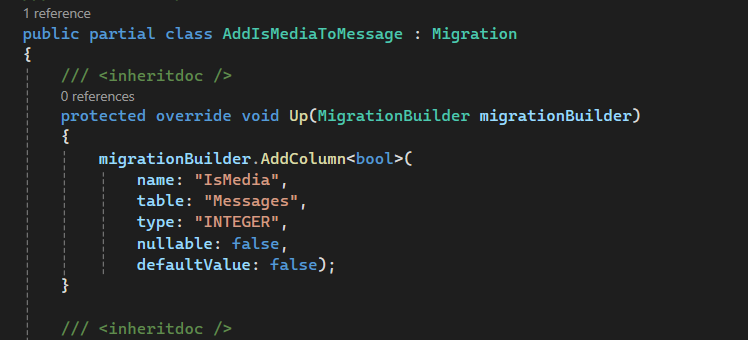 1 reference
public partial class AddIsMediaToMessage : Migration
{
/// <inheritdoc />
0 references
protected override void Up(MigrationBuilder migrationBuilder)
{
migrationBuilder.AddColumn<bool>(
name: "IsMedia",
table: "Messages",
type: "INTEGER",
nullable: false,
defaultValue: false);
}
/// <inheritdoc />